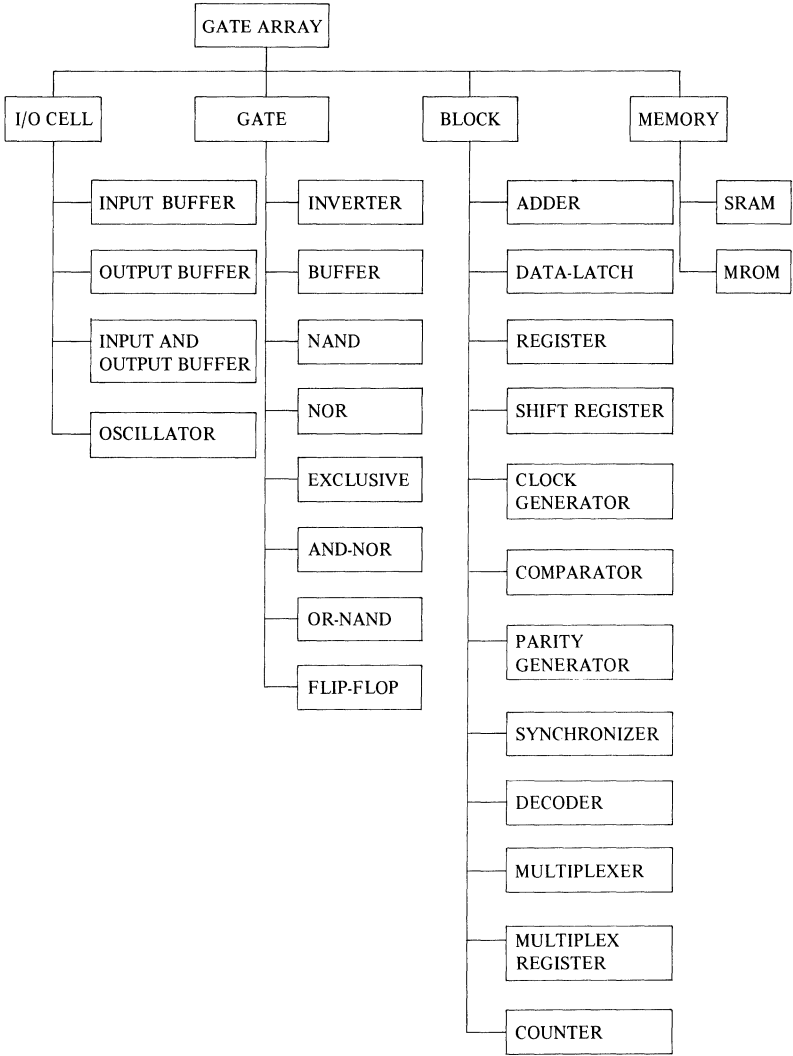 GATE ARRAY
I/O CELL
GATE
BLOCK
MEMORY
INPUT BUFFER
OUTPUT BUFFER
INPUT AND
OUTPUT BUFFER
OSCILLATOR
INVERTER
BUFFER
NAND
NOR
EXCLUSIVE
AND-NOR
OR-NAND
FLIP-FLOP
ADDER
DATA-LATCH
REGISTER
SHIFT REGISTER
CLOCK
GENERATOR
COMPARATOR
PARITY
GENERATOR
SYNCHRONIZER
DECODER
MULTIPLEXER
MULTIPLEX
REGISTER
COUNTER
SRAM
MROM